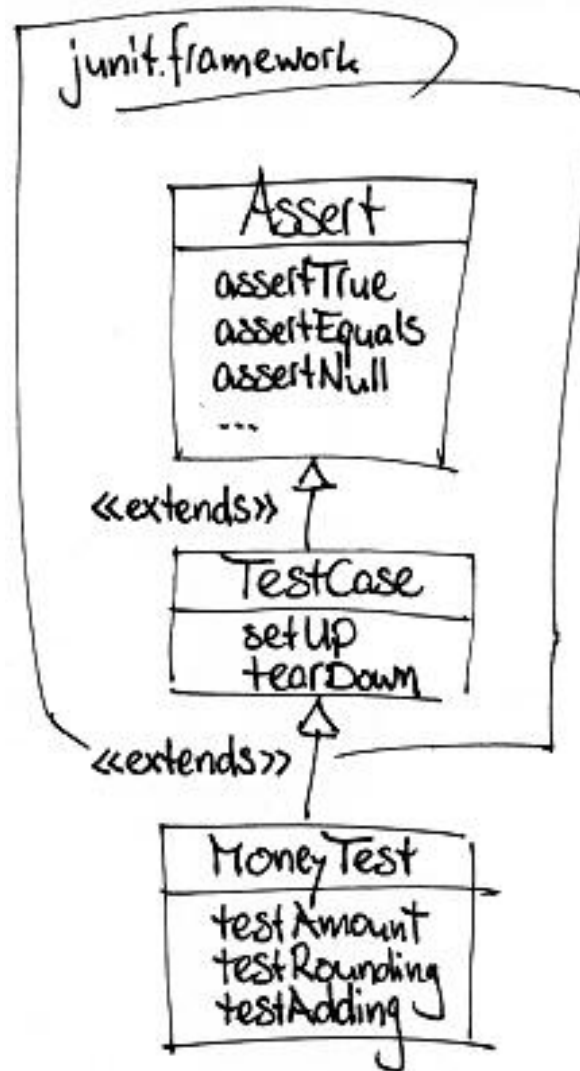 junit.framework
Assert
assertTrue
assertEquals
assertNull
...
«extends»
TestCase
setUp
tearDown
«extends»
MoneyTest
testAmount
testRounding
testAdding